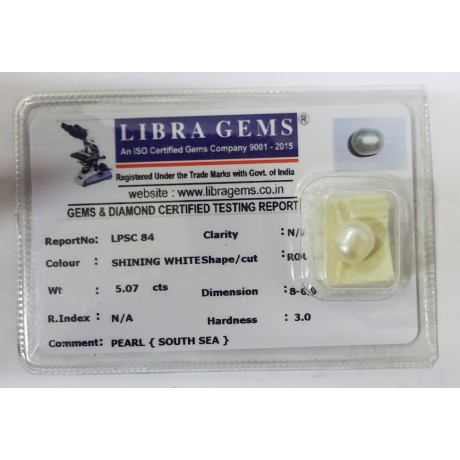 LIBRA GEMS®
An ISO Certified Gems Company 9001 - 2015
Registered Under the Trade Marks with Govt. of India
website : www.libragems.co.in
GEMS & DIAMOND CERTIFIED TESTING REPORT
ReportNo: LPSC 84 Clarity : N/A
Colour : SHINING WHITE Shape/cut :
Wt : 5.07 cts Dimension :
R.Index : N/A Hardness : 3.0
Comment: PEARL { SOUTH SEA }